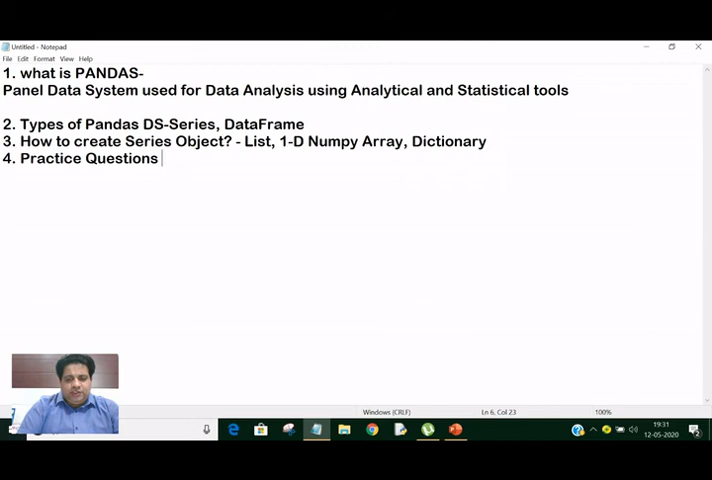 Untitled - Notepad
File Edit Format View Help
1. what is PANDAS-
Panel Data System used for Data Analysis using Analytical and Statistical tools
2. Types of Pandas DS-Series, DataFrame
3. How to create Series Object? - List, 1-D Numpy Array, Dictionary
4. Practice Questions
Windows (CRLF) Ln 6, Col 23 100%
19:31
12-05-2020